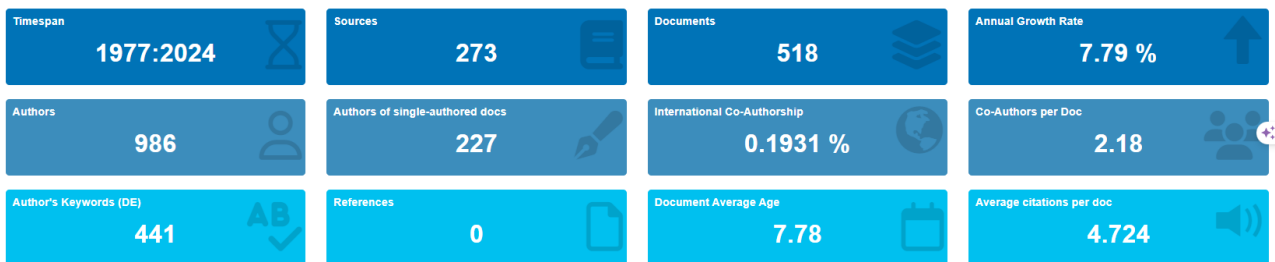 Timespan
1977:2024
Sources
273
Documents
518
Annual Growth Rate
7.79 %
Authors
986
Authors of single-authored docs
227
International Co-Authorship
0.1931 %
Co-Authors per Doc
2.18
Author's Keywords (DE)
441
AB
References
0
Document Average Age
7.78
Average citations per doc
4.724